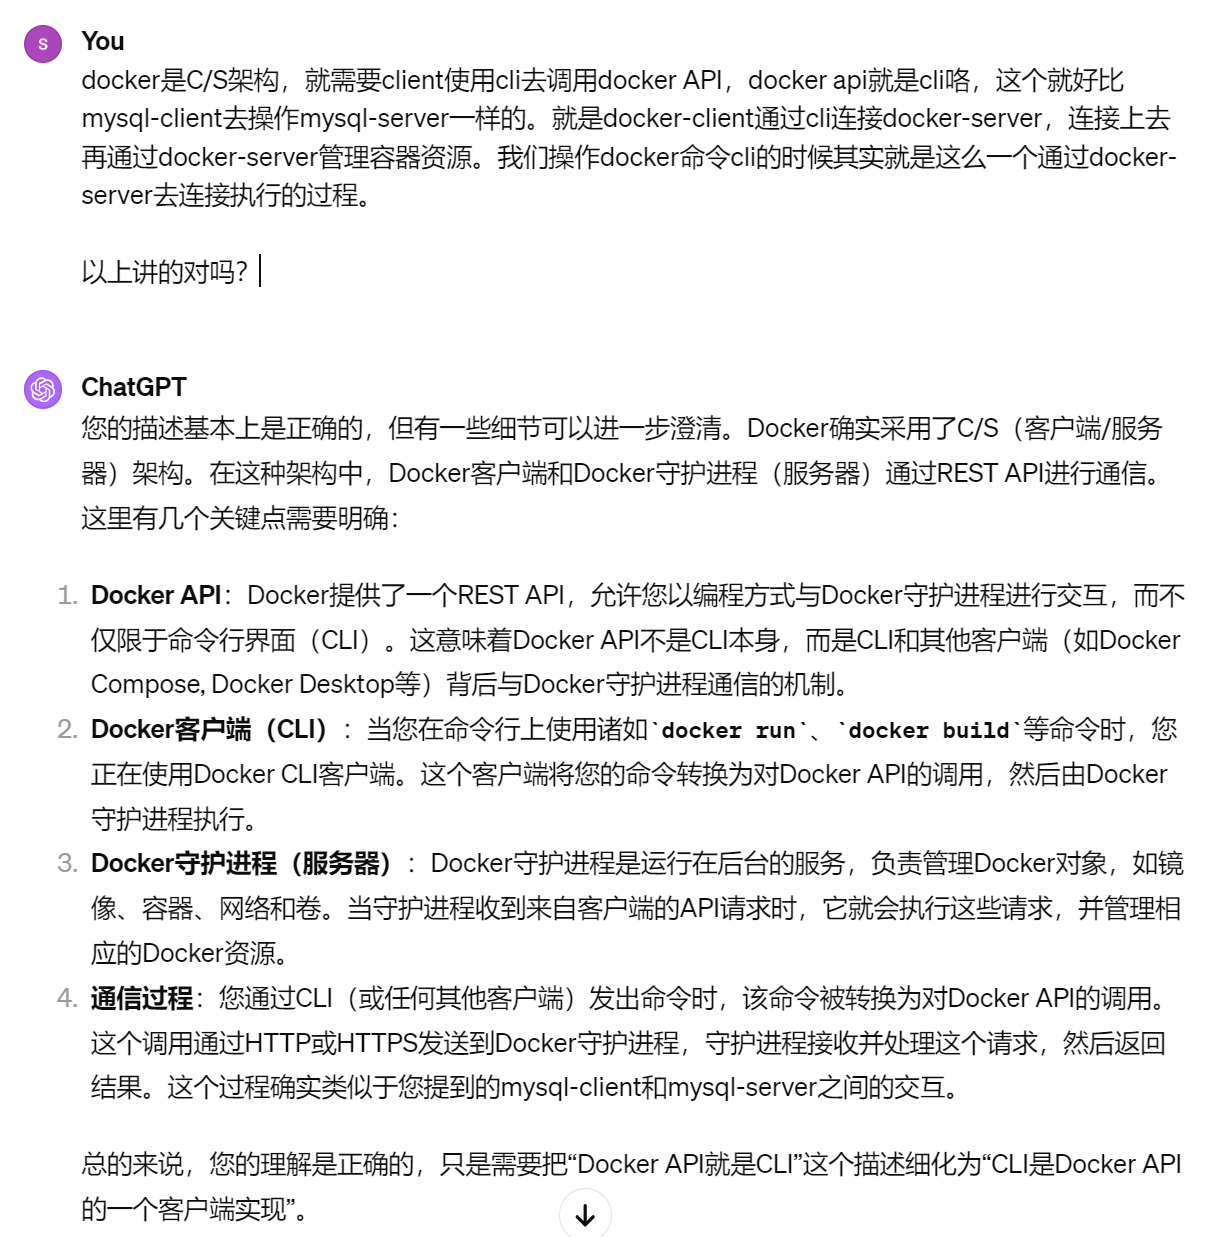 S
You
docker是C/S架构，就需要client使用cli去调用docker API，docker api就是cli咯，这个就好比
mysql-client去操作mysql-server一样的。就是docker-client通过cli连接docker-server，连接上去
再通过docker-server管理容器资源。我们操作docker命令cli的时候其实就是这么一个通过docker-
server去连接执行的过程。
以上讲的对吗？
ChatGPT
您的描述基本上是正确的，但有一些细节可以进一步澄清。Docker确实采用了C/S（客户端/服务
器）架构。在这种架构中，Docker客户端和Docker守护进程（服务器）通过REST API进行通信。
这里有几个关键点需要明确：
1. Docker API：Docker提供了一个REST API，允许您以编程方式与Docker守护进程进行交互，而不
仅限于命令行界面（CLI）。这意味着Docker API不是CLI本身，而是CLI和其他客户端（如Docker
Compose, Docker Desktop等）背后与Docker守护进程通信的机制。
2. Docker客户端（CLI）：当您在命令行上使用诸如`docker run`、`docker build`等命令时，您
正在使用Docker CLI客户端。这个客户端将您的命令转换为对Docker API的调用，然后由Docker
守护进程执行。
3. Docker守护进程（服务器）：Docker守护进程是运行在后台的服务，负责管理Docker对象，如镜
像、容器、网络和卷。当守护进程收到来自客户端的API请求时，它就会执行这些请求，并管理相
应的Docker资源。
4. 通信过程：您通过CLI（或任何其他客户端）发出命令时，该命令被转换为对Docker API的调用。
这个调用通过HTTP或HTTPS发送到Docker守护进程，守护进程接收并处理这个请求，然后返回
结果。这个过程确实类似于您提到的mysql-client和mysql-server之间的交互。
总的来说，您的理解是正确的，只是需要把“Docker API就是CLI”这个描述细化为“CLI是Docker API
的一个客户端实现”。